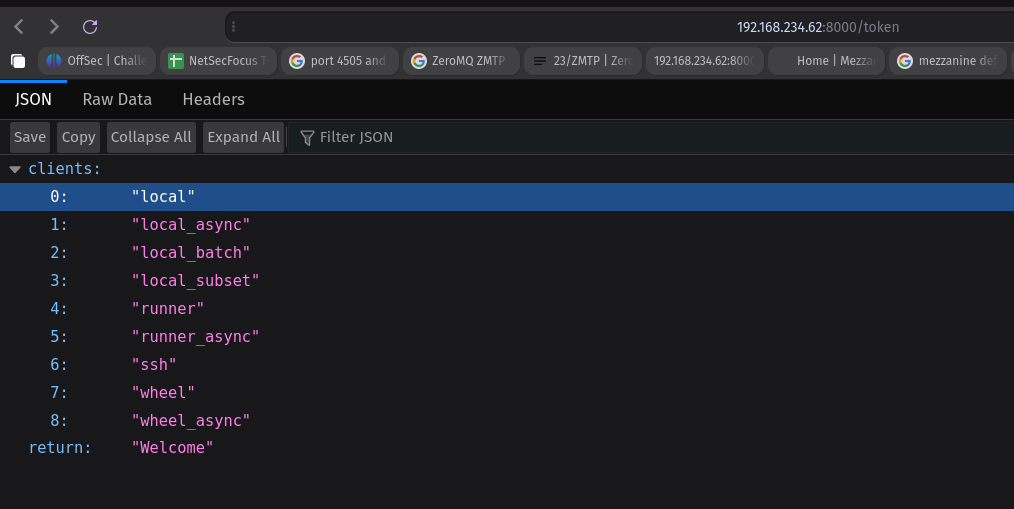 192.168.234.62:8000/token
OffSec | Challe NetSecFocus T port 4505 and ZeroMQ ZMTP 23/ZMTP | Zero 192.168.234.62:8000 Home | Mezza mezzanine def
JSON Raw Data Headers
Save Copy Collapse All Expand All Filter JSON
clients:
0: "local"
1: "local_async"
2: "local_batch"
3: "local_subset"
4: "runner"
5: "runner_async"
6: "ssh"
7: "wheel"
8: "wheel_async"
return: "Welcome"